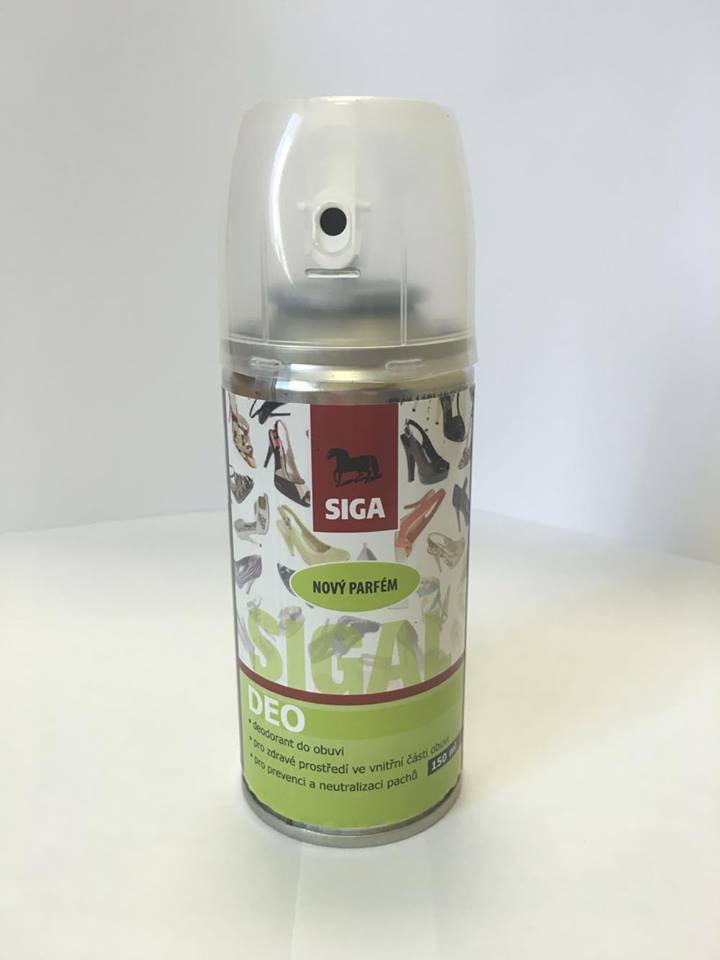 SIGA
NOVÝ PARFÉM
SIGAL
DEO
• deodorant do obuvi
• pro zdravé prostředí ve vnitřní části obuvi
• pro prevenci a neutralizaci pachů
150 ml